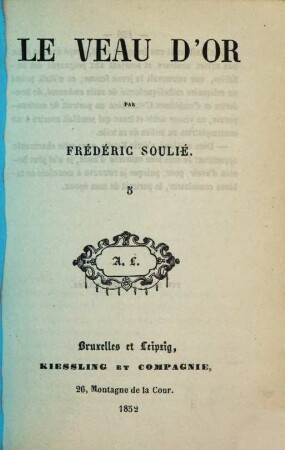 LE VEAU D'OR
PAR
FRÉDÉRIC SOULIÉ.
5
A. L.
Bruxelles et Leipzig,
KIESSLING ET COMPAGNIE,
26, Montagne de la Cour.
1852